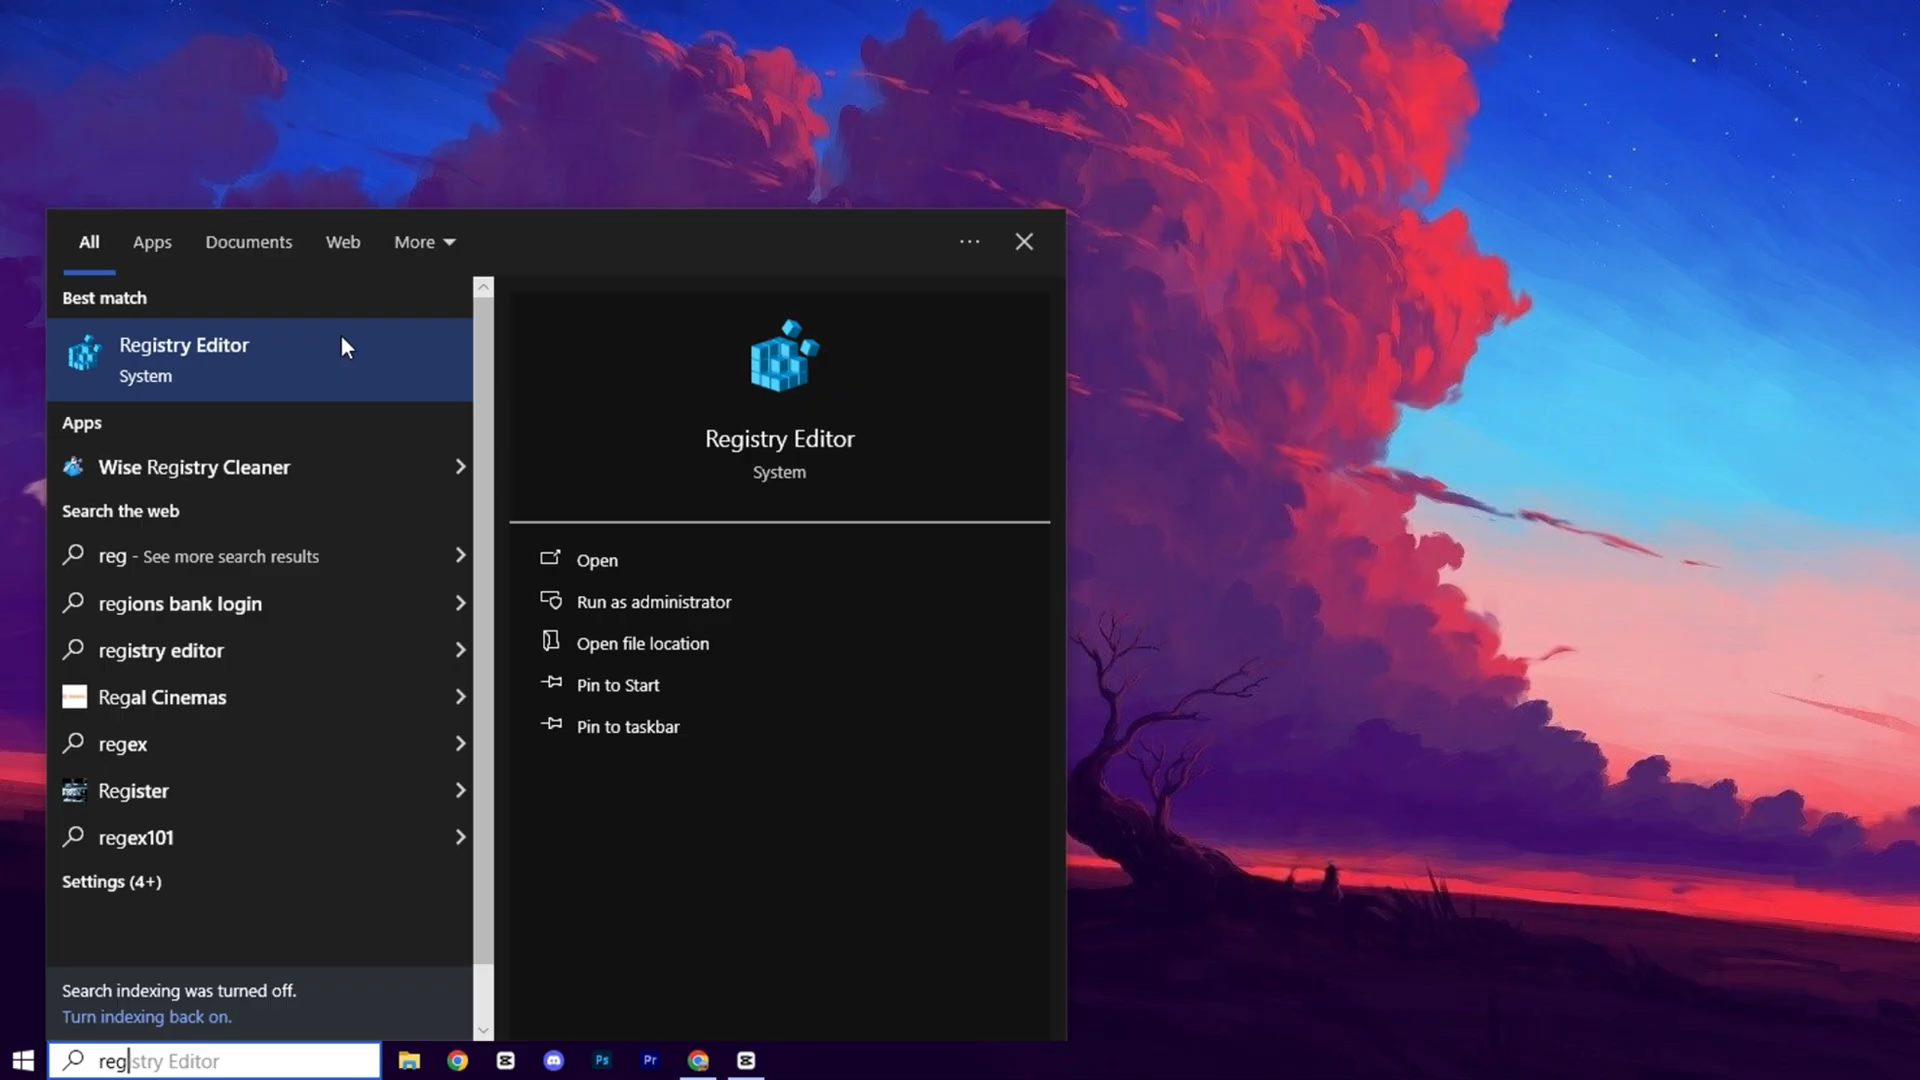 All Apps Documents Web More ···
Best match
Registry Editor
System
Apps
Wise Registry Cleaner
Search the web
reg - See more search results
regions bank login
registry editor
Regal Cinemas
regex
Register
regex101
Settings (4+)
Search indexing was turned off.
Turn indexing back on.
Registry Editor
System
Open
Run as administrator
Open file location
Pin to Start
Pin to taskbar
registry Editor
Ps
Pr